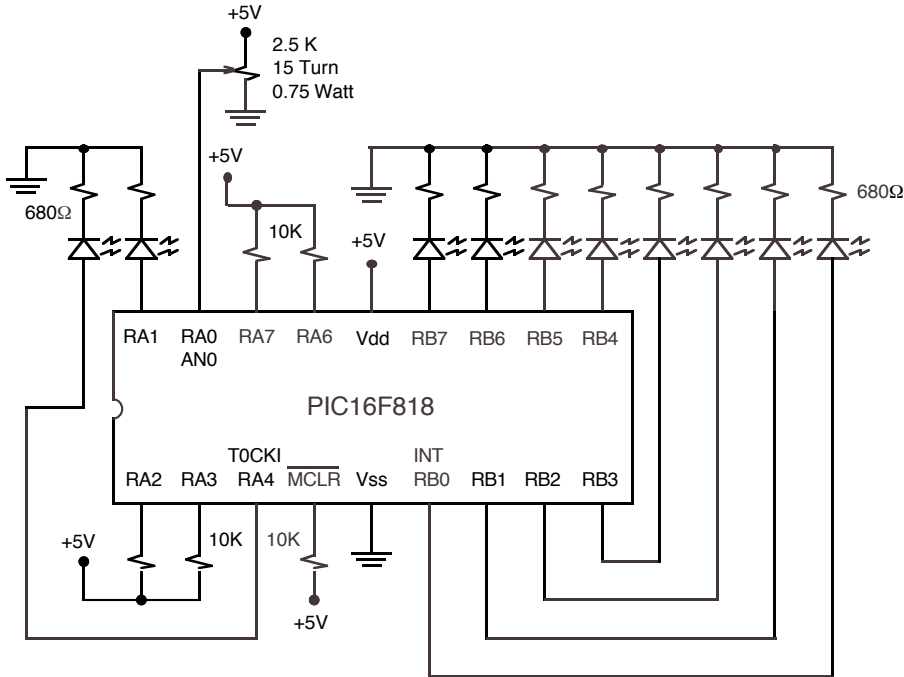 +5V
2.5 K
15 Turn
0.75 Watt
+5V
680Ω
10K
+5V
680Ω
RA1
RA0
AN0
RA7
RA6
Vdd
RB7
RB6
RB5
RB4
PIC16F818
RA2
RA3
T0CKI
RA4
MCLR
Vss
INT
RB0
RB1
RB2
RB3
+5V
10K
10K
+5V